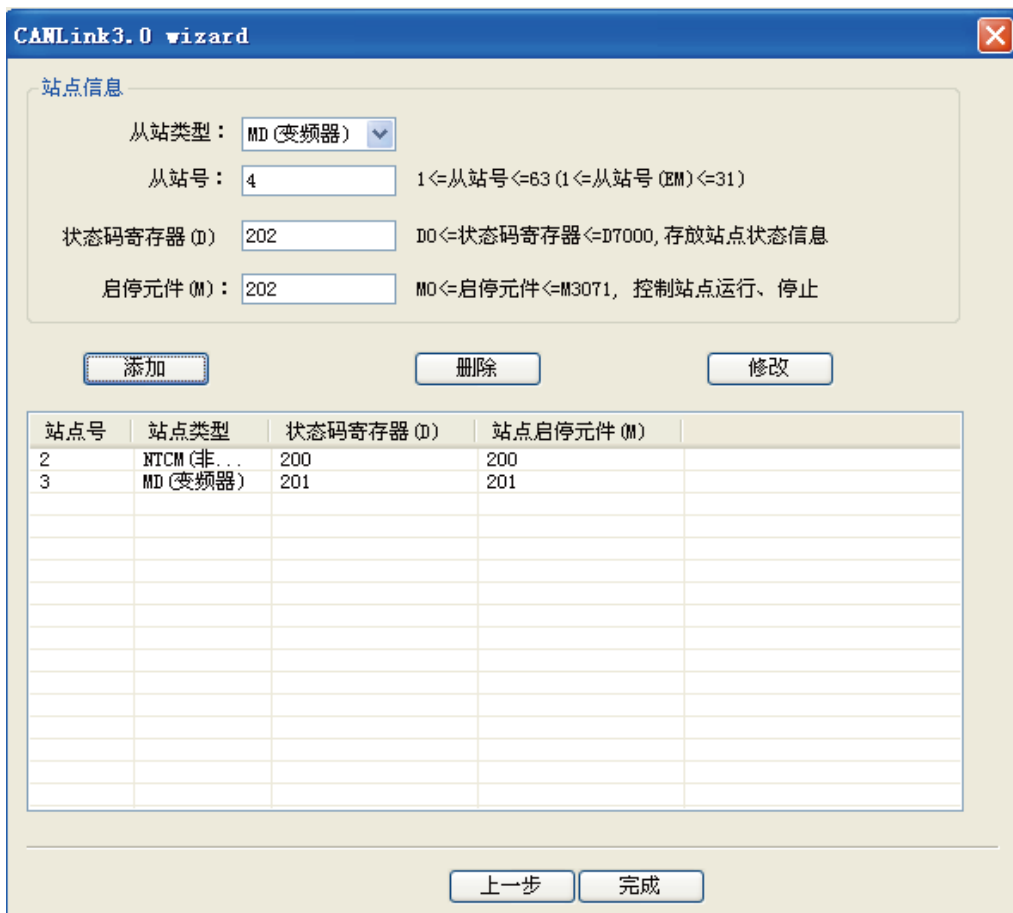 CANLink3.0 wizard
站点信息
从站类型： MD(变频器)
从站号： 4 1<=从站号<=63(1<=从站号(EM)<=31)
状态码寄存器(D) 202 D0<=状态码寄存器<=D7000,存放站点状态信息
启停元件(M)： 202 M0<=启停元件<=M3071, 控制站点运行、停止
添加 删除 修改
站点号 站点类型 状态码寄存器(D) 站点启停元件(M)
2 NTCM(非... 200 200
3 MD(变频器) 201 201
上一步 完成